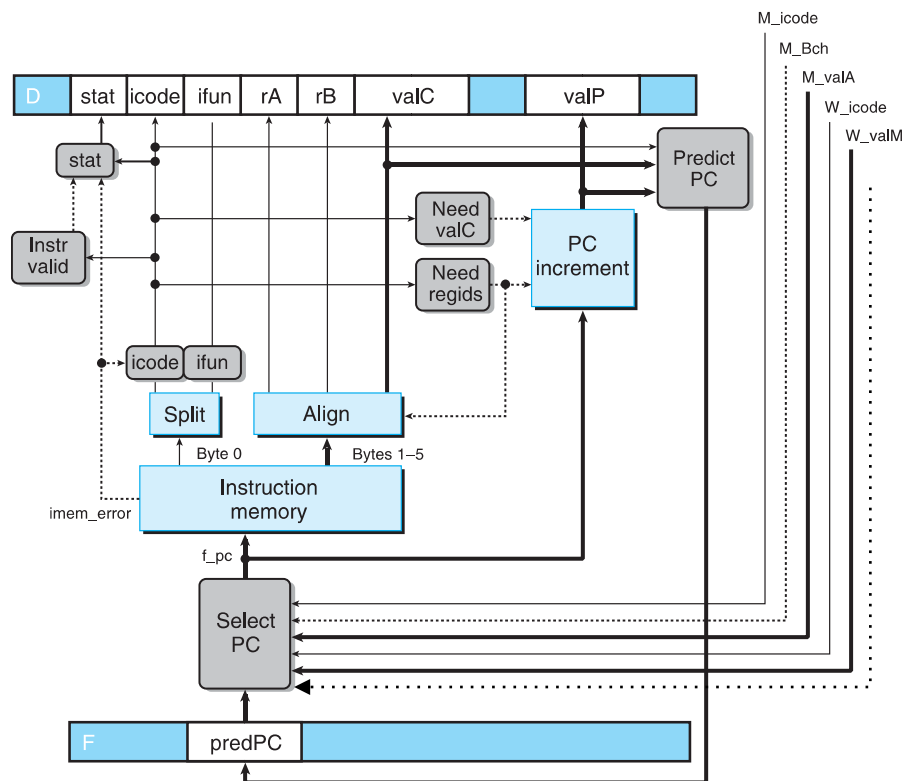 M_icode
M_Bch
M_valA
W_icode
W_valM
D stat icode ifun rA rB valC valP
stat
Predict
PC
Need
valC
Instr
valid
PC
increment
Need
regids
icode ifun
Split
Align
Byte 0
Bytes 1–5
Instruction
memory
imem_error
f_pc
Select
PC
F predPC